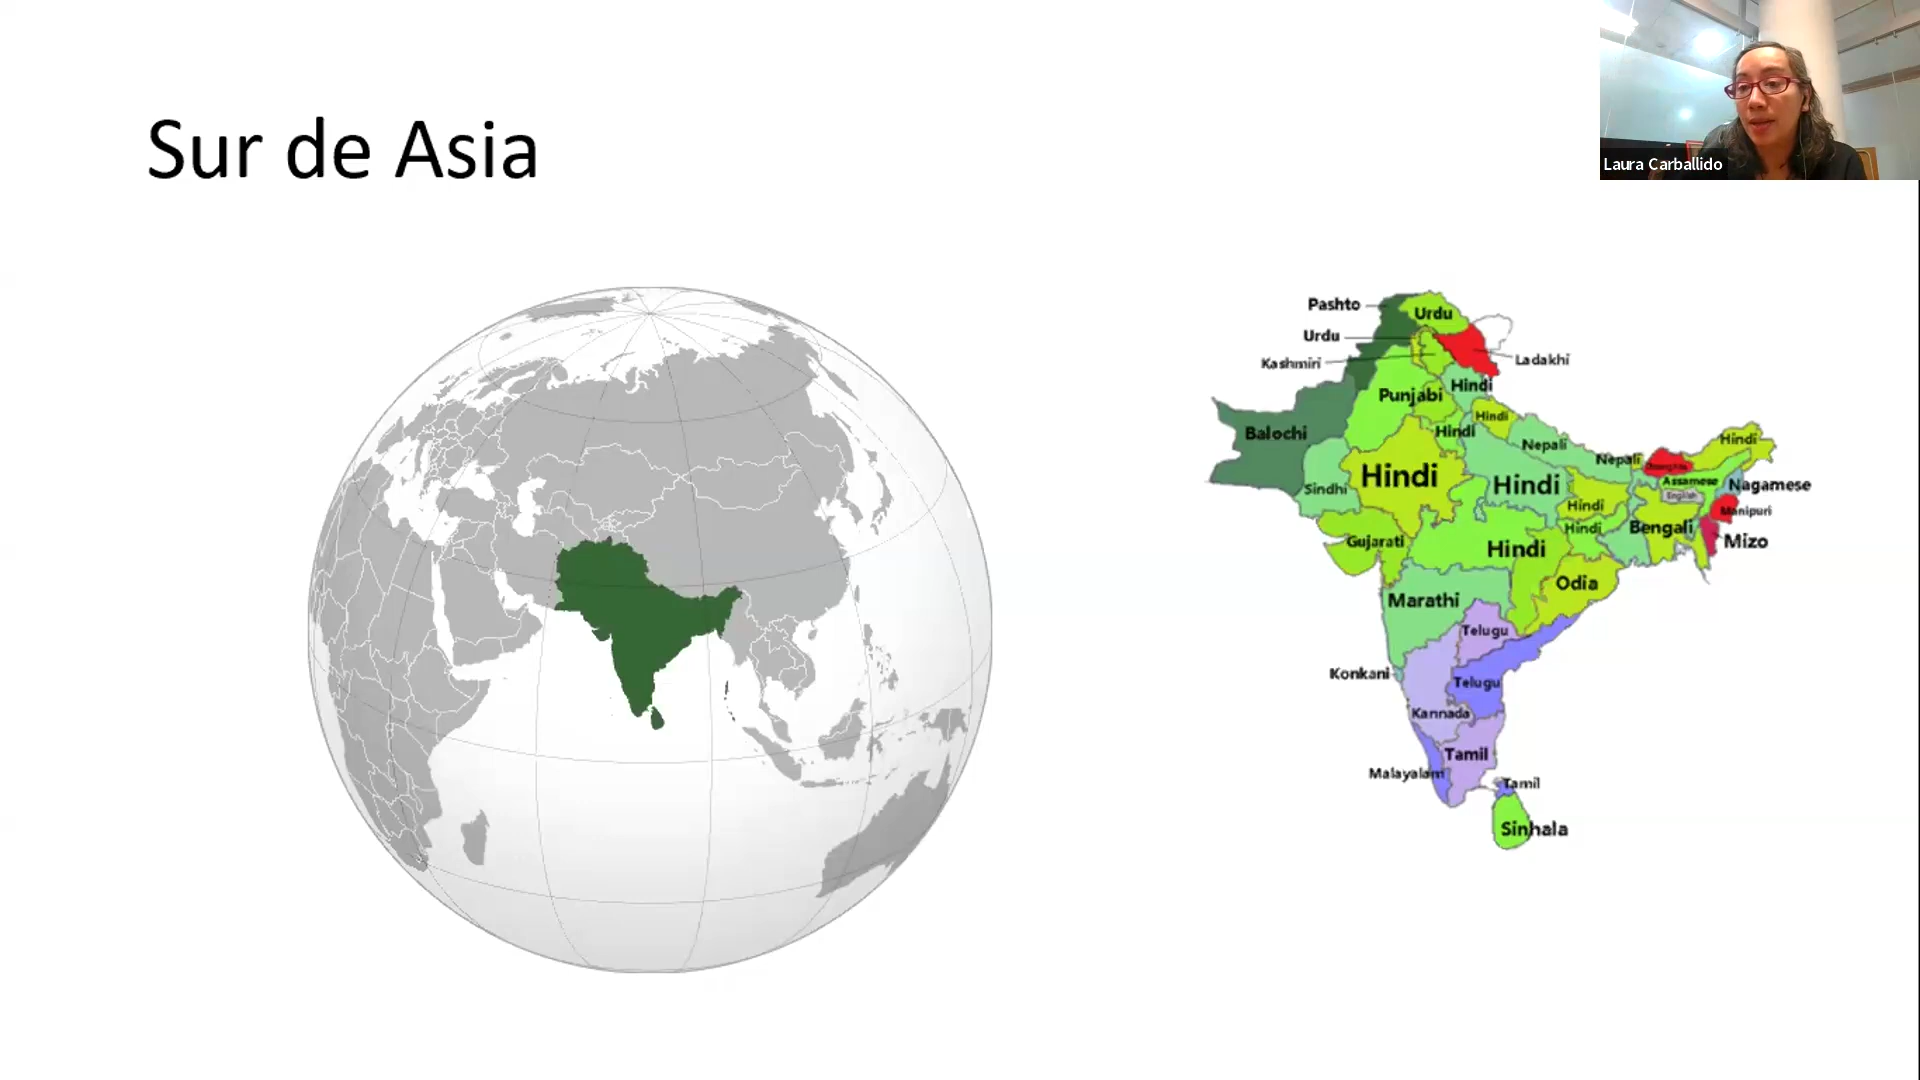 Sur de Asia
Laura Carballido
Pashto
Urdu
Urdu
Kashmiri
Ladakhi
Hindi
Punjabi
Hindi
Hindi
Balochi
Hindi
Nepali
Nepali
Hindi
Sindhi
Hindi
Hindi
Assamese
Nagamese
English
Hindi
Manipuri
Hindi
Bengali
Gujarati
Mizo
Hindi
Odia
Marathi
Telugu
Konkani
Telugu
Kannada
Tamil
Malayalam
Tamil
Sinhala